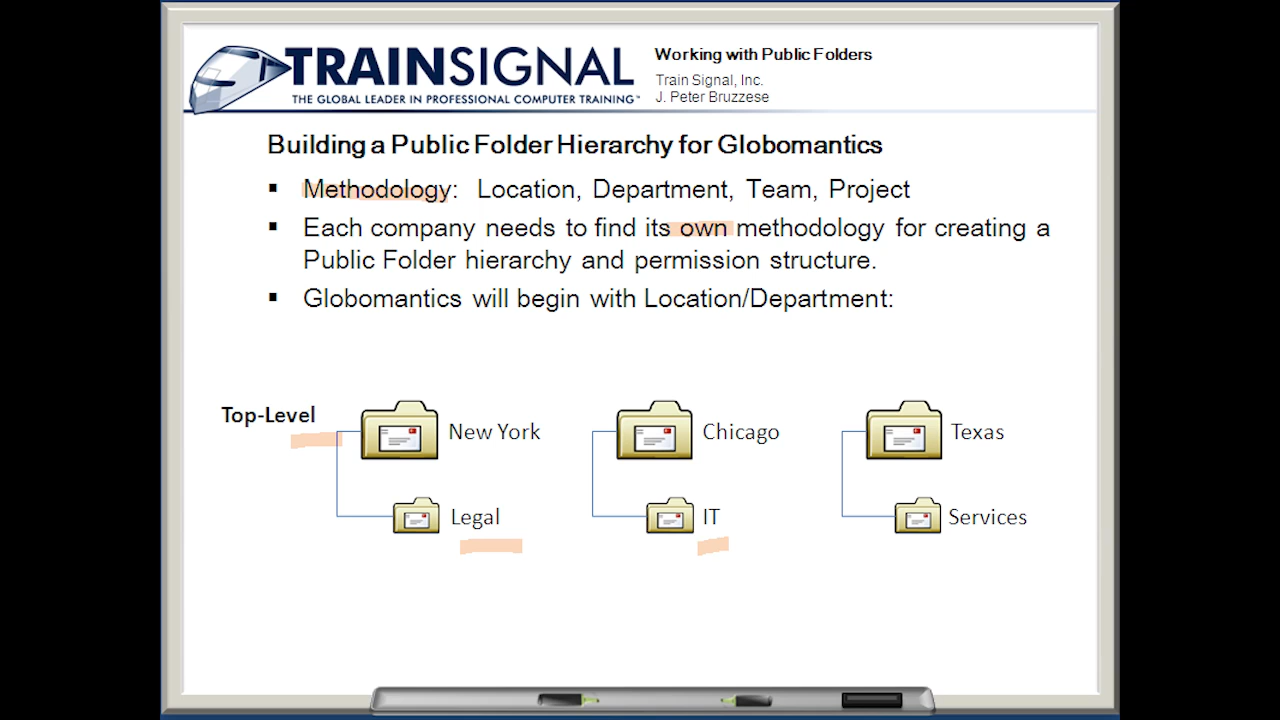 TRAINSIGNAL
THE GLOBAL LEADER IN PROFESSIONAL COMPUTER TRAINING™
Working with Public Folders
Train Signal, Inc.
J. Peter Bruzzese
Building a Public Folder Hierarchy for Globomantics
▪ Methodology: Location, Department, Team, Project
▪ Each company needs to find its own methodology for creating a
Public Folder hierarchy and permission structure.
▪ Globomantics will begin with Location/Department:
Top-Level
New York
Chicago
Texas
Legal
IT
Services